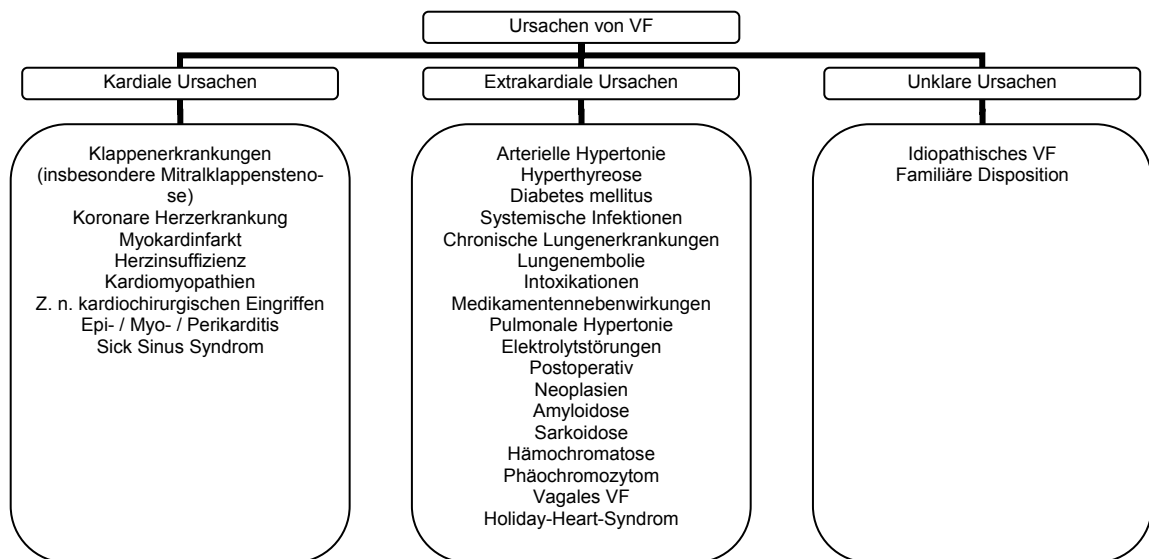 Ursachen von VF
Kardiale Ursachen
Extrakardiale Ursachen
Unklare Ursachen
Klappenerkrankungen
(insbesondere Mitralklappensteno-
se)
Koronare Herzerkrankung
Myokardinfarkt
Herzinsuffizienz
Kardiomyopathien
Z. n. kardiochirurgischen Eingriffen
Epi- / Myo- / Perikarditis
Sick Sinus Syndrom
Arterielle Hypertonie
Hyperthyreose
Diabetes mellitus
Systemische Infektionen
Chronische Lungenerkrankungen
Lungenembolie
Intoxikationen
Medikamentennebenwirkungen
Pulmonale Hypertonie
Elektrolytstörungen
Postoperativ
Neoplasien
Amyloidose
Sarkoidose
Hämochromatose
Phäochromozytom
Vagales VF
Holiday-Heart-Syndrom
Idiopathisches VF
Familiäre Disposition